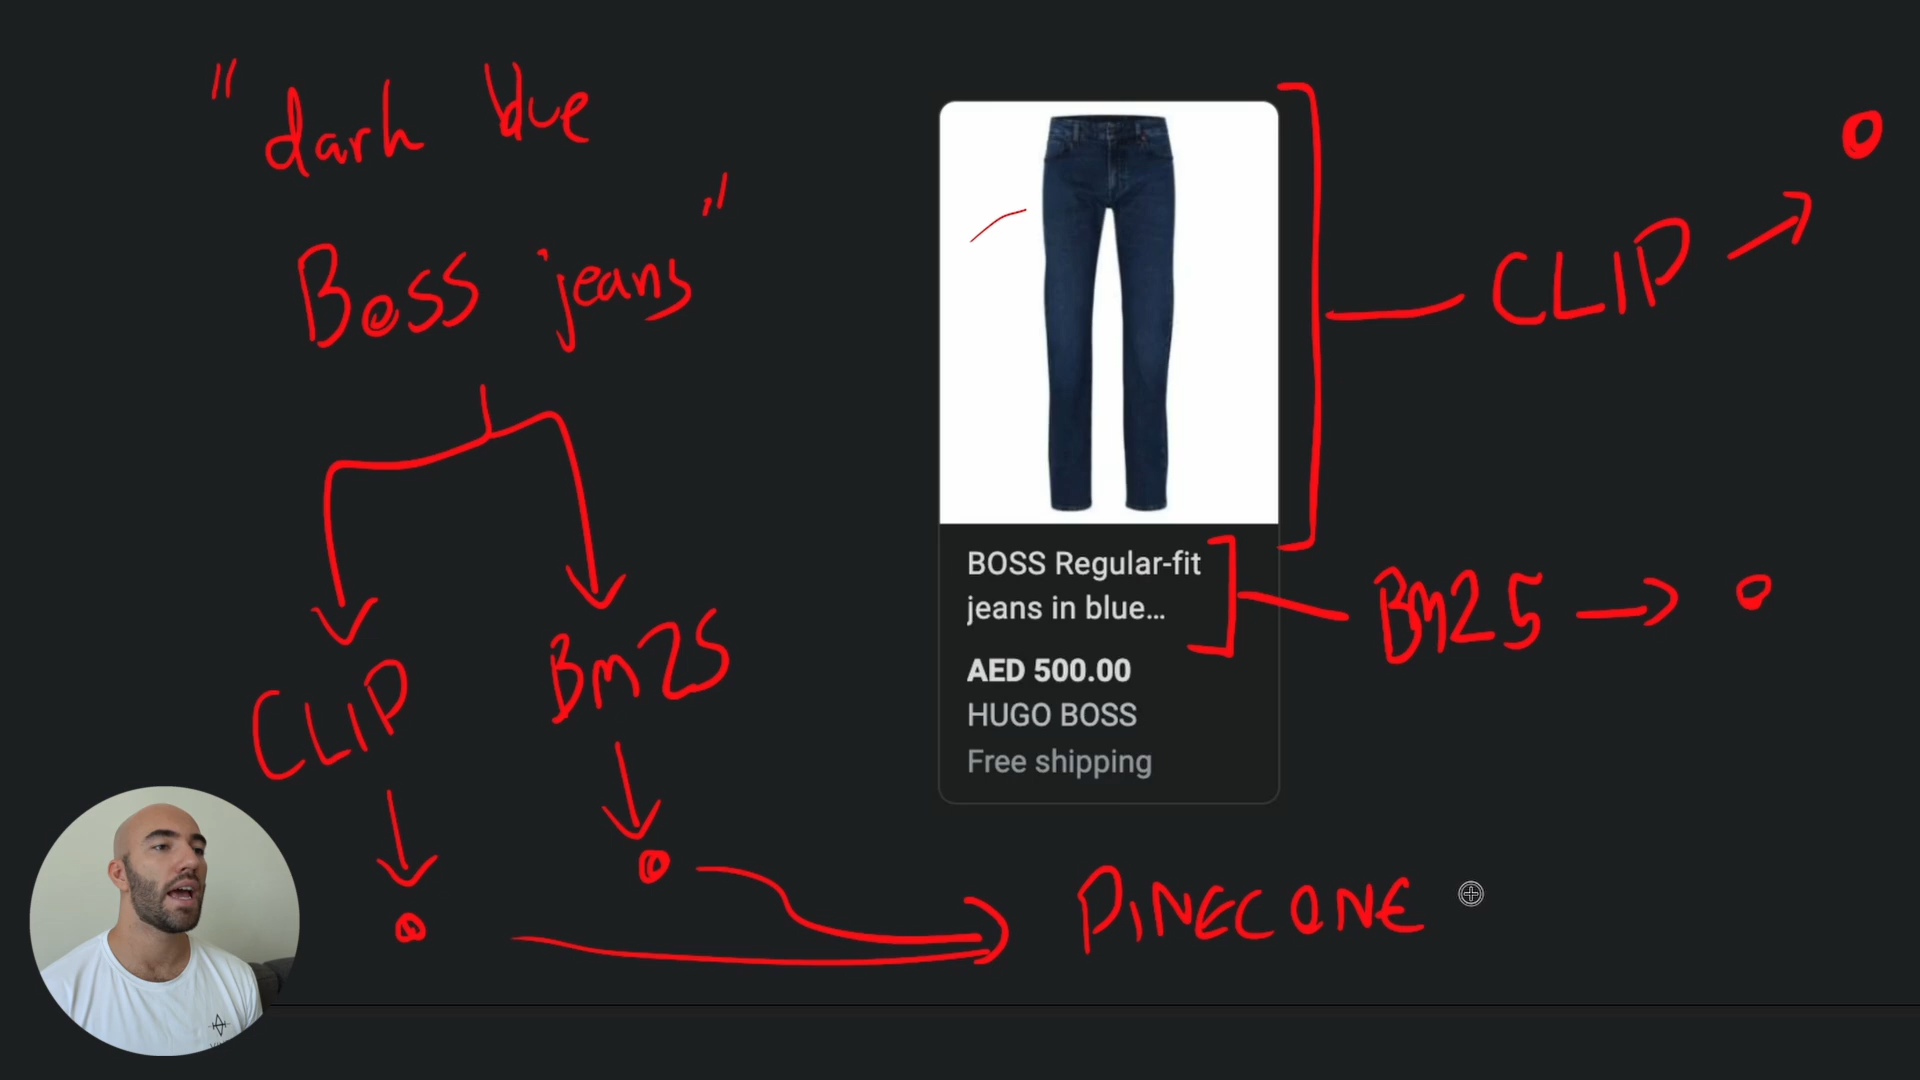 "dark blue
Boss jeans"
CLIP
BM25
BOSS Regular-fit
jeans in blue...
AED 500.00
HUGO BOSS
Free shipping
CLIP
BM25
PINECONE